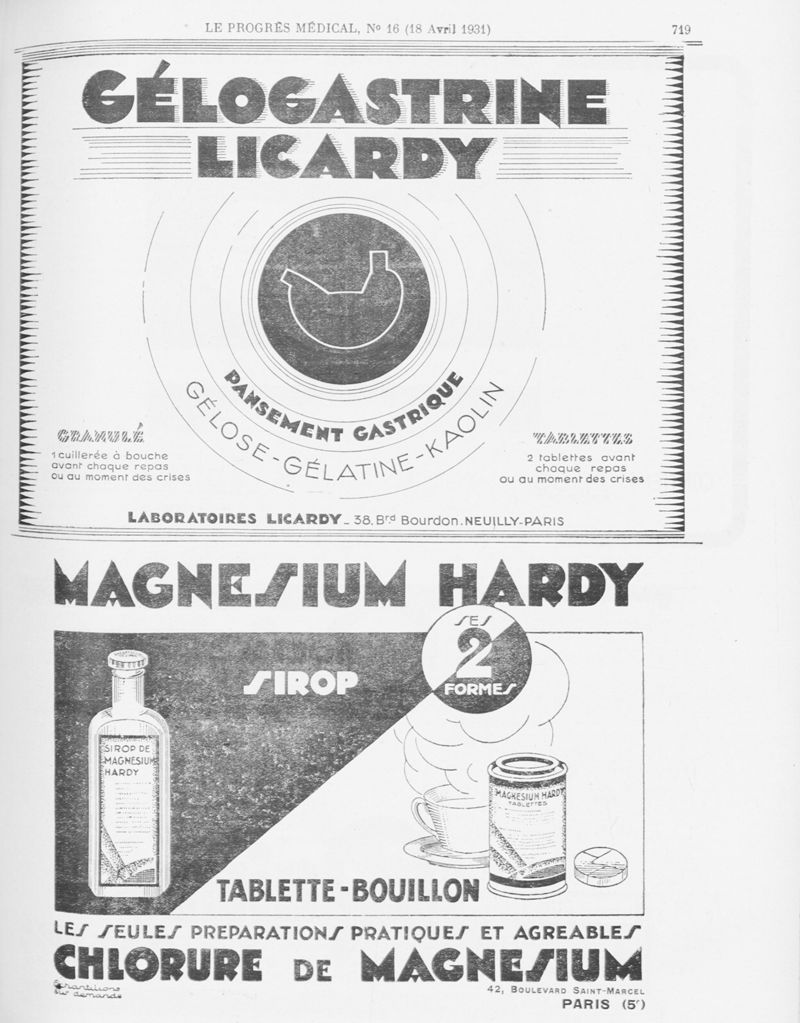 LE PROGRÈS MÉDICAL, No 16 (18 Avril 1931)
719
GÉLOGASTRINE
LICARDY
PANSEMENT GASTRIQUE
GÉLOSE-GÉLATINE-KAOLIN
GRANULÉ
1 cuillerée à bouche
avant chaque repas
ou au moment des crises
TABLETTES
2 tablettes avant
chaque repas
ou au moment des crises
LABORATOIRES LICARDY_38, Brd Bourdon. NEUILLY-PARIS
MAGNESIUM HARDY
SES
2
FORMES
SIROP
SIROP DE
MAGNESIUM
HARDY
MAGNESIUM HARDY
TABLETTES
TABLETTE-BOUILLON
LES SEULES PREPARATIONS PRATIQUES ET AGREABLES
CHLORURE DE MAGNESIUM
Echantillons
sur demande
42, BOULEVARD SAINT-MARCEL
PARIS (5e)